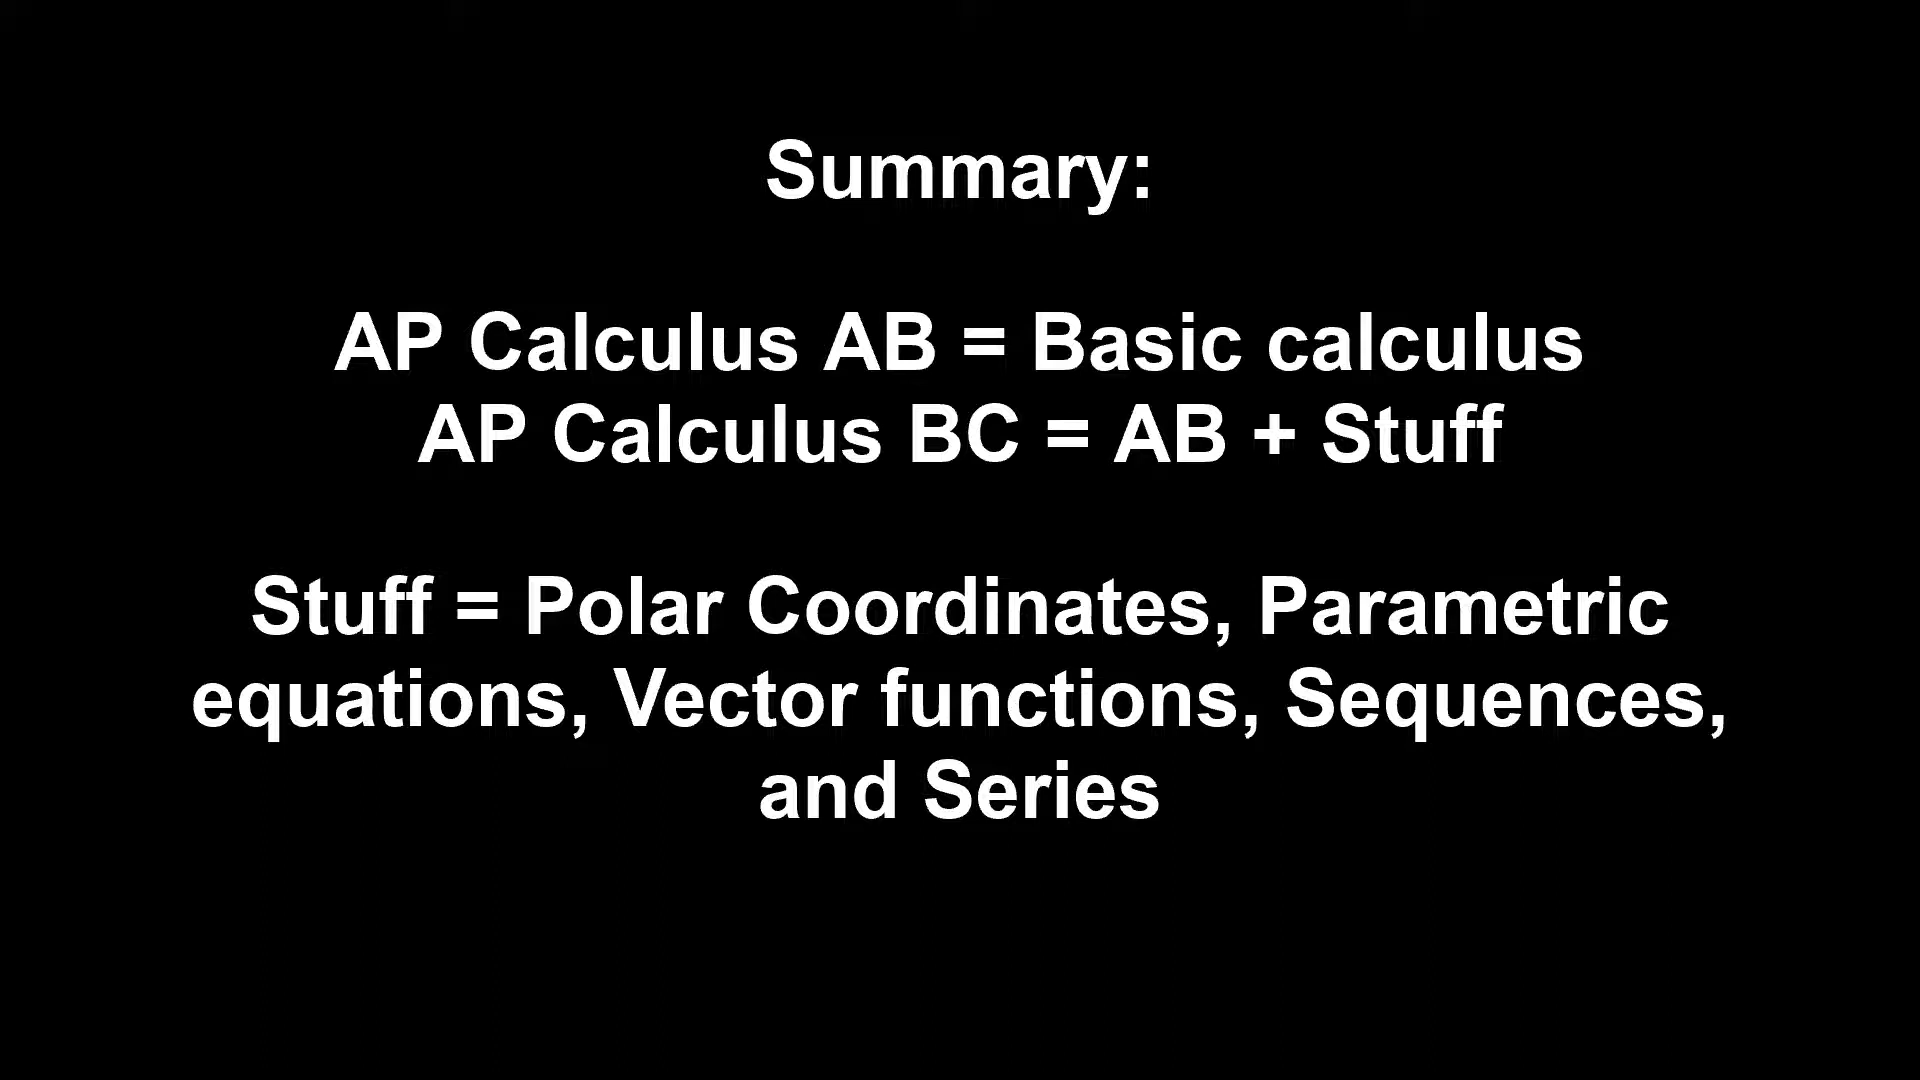 Summary:
AP Calculus AB = Basic calculus
AP Calculus BC = AB + Stuff
Stuff = Polar Coordinates, Parametric
equations, Vector functions, Sequences,
and Series